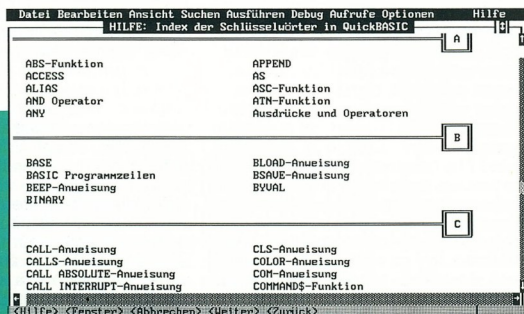 Datei Bearbeiten Ansicht Suchen Ausführen Debug Aufrufe Optionen Hilfe
HILFE: Index der Schlüsselwörter in QuickBASIC
A
ABS-Funktion APPEND
ACCESS AS
ALIAS ASC-Funktion
AND Operator ATN-Funktion
ANY Ausdrücke und Operatoren
B
BASE BLOAD-Anweisung
BASIC Programmzeilen BSAVE-Anweisung
BEEP-Anweisung BYVAL
BINARY
C
CALL-Anweisung CLS-Anweisung
CALLS-Anweisung COLOR-Anweisung
CALL ABSOLUTE-Anweisung COM-Anweisung
CALL INTERRUPT-Anweisung COMMAND$-Funktion
<Hilfe> <Fenster> <Abbrechen> <Weiter> <Zurück>